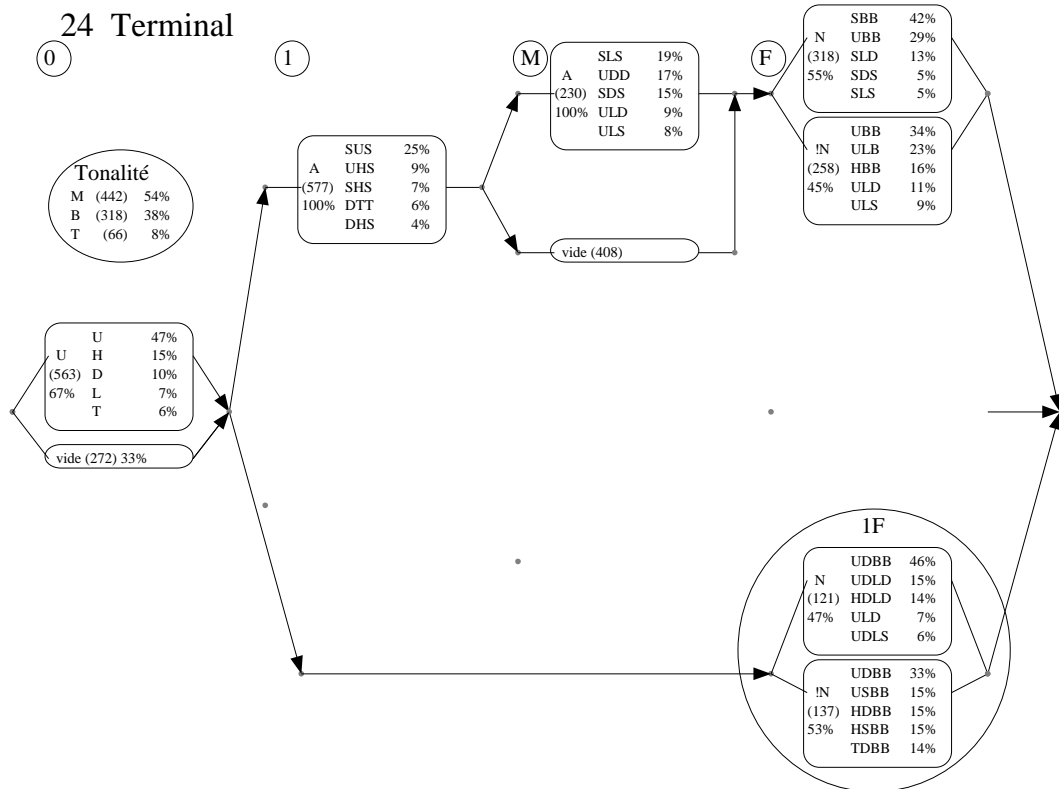 24 Terminal
0
1
M
F
Tonalité
M (442) 54%
B (318) 38%
T (66) 8%
U 47%
U H 15%
(563) D 10%
67% L 7%
T 6%
vide (272) 33%
SUS 25%
A UHS 9%
(577) SHS 7%
100% DTT 6%
DHS 4%
SLS 19%
A UDD 17%
(230) SDS 15%
100% ULD 9%
ULS 8%
vide (408)
SBB 42%
N UBB 29%
(318) SLD 13%
55% SDS 5%
SLS 5%
UBB 34%
!N ULB 23%
(258) HBB 16%
45% ULD 11%
ULS 9%
1F
UDBB 46%
N UDLD 15%
(121) HDLD 14%
47% ULD 7%
UDLS 6%
UDBB 33%
!N USBB 15%
(137) HDBB 15%
53% HSBB 15%
TDBB 14%